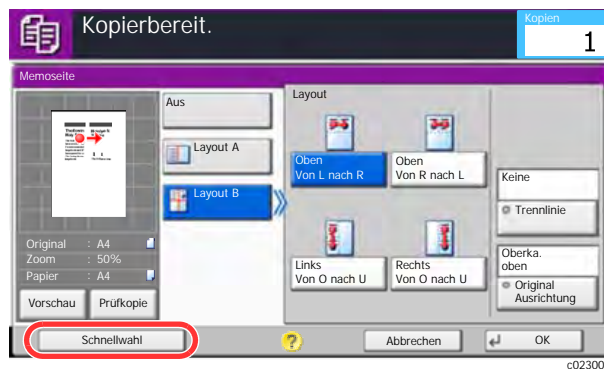 Kopierbereit.
Kopien
1
Memoseite
Aus
Layout A
Layout B
Layout
Oben
Von L nach R
Oben
Von R nach L
Links
Von O nach U
Rechts
Von O nach U
Keine
Trennlinie
Oberka.
oben
Original
Ausrichtung
Original : A4
Zoom : 50%
Papier : A4
Vorschau
Prüfkopie
Schnellwahl
?
Abbrechen
OK
c02300